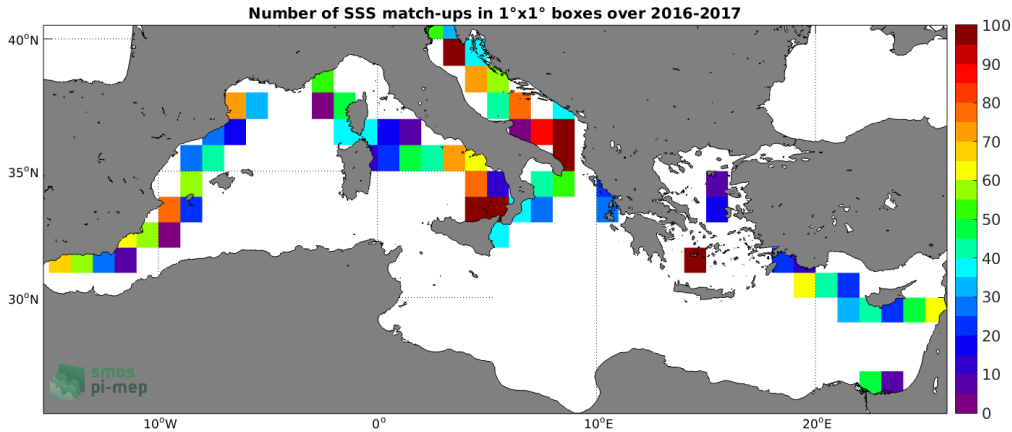 Number of SSS match-ups in 1°x1° boxes over 2016-2017
40°N
35°N
30°N
10°W
0°
10°E
20°E
100
90
80
70
60
50
40
30
20
10
0
smos
pi-mep